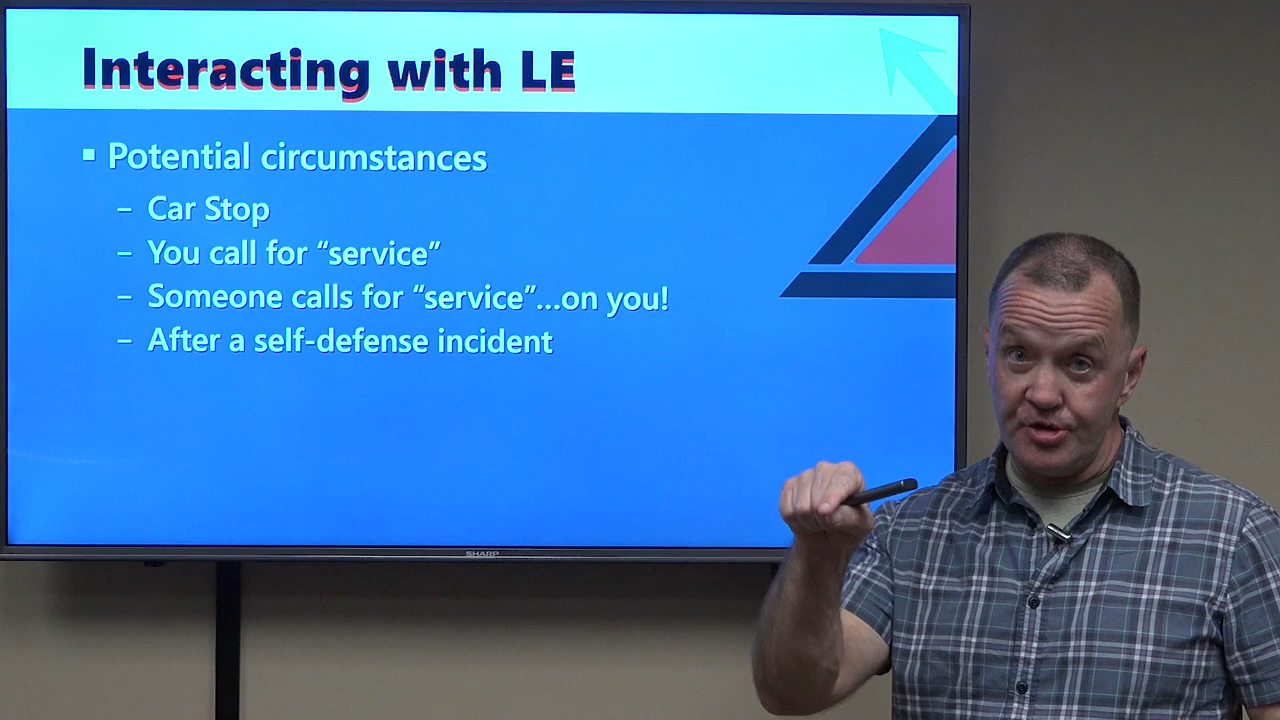 Interacting with LE
▪ Potential circumstances
– Car Stop
– You call for “service”
– Someone calls for “service”...on you!
– After a self-defense incident
SHARP